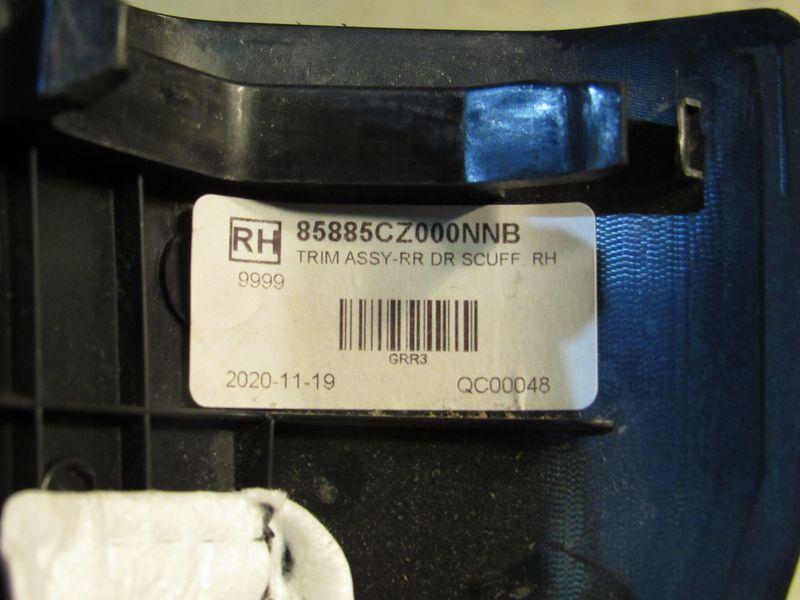 RH 85885CZ000NNB
TRIM ASSY-RR DR SCUFF, RH
9999
GRR3
2020-11-19 QC00048